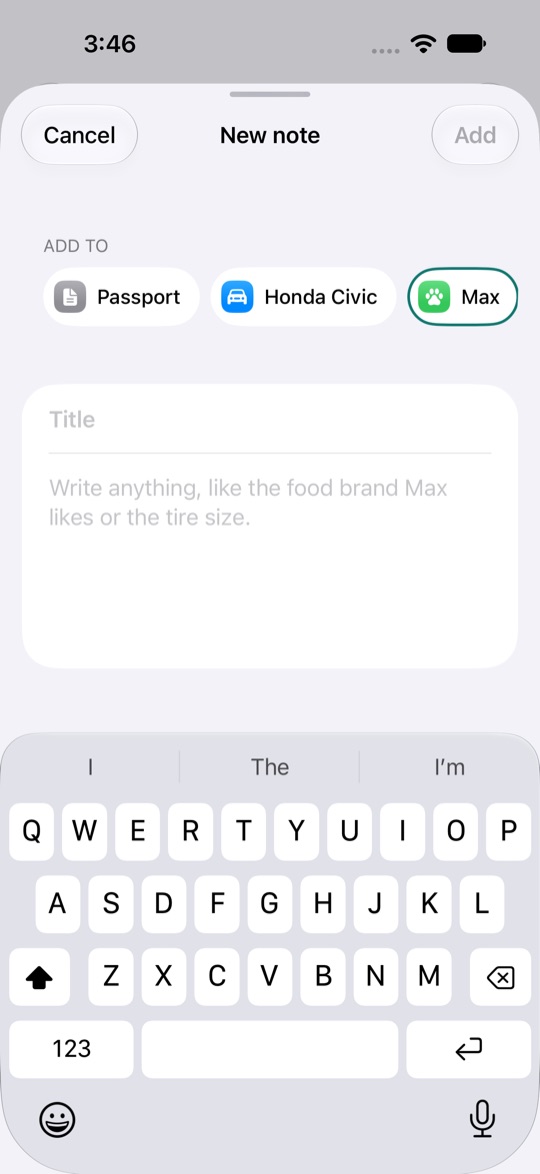 3:46
Cancel New note Add
ADD TO
Passport Honda Civic Max
Title
Write anything, like the food brand Max
likes or the tire size.
I The I’m
Q W E R T Y U I O P
A S D F G H J K L
Z X C V B N M
123